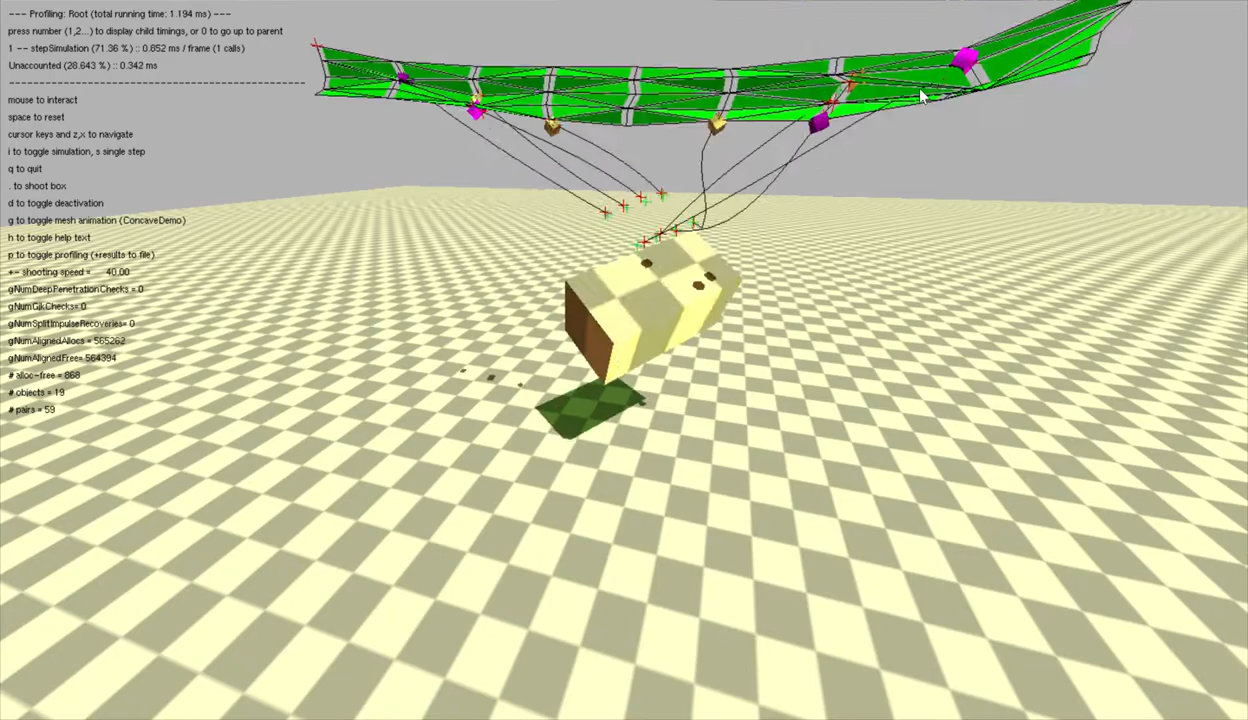 --- Profiling: Root (total running time: 1.194 ms) ---
press number (1,2...) to display child timings, or 0 to go up to parent
1 -- stepSimulation (71.36 %) :: 0.852 ms / frame (1 calls)
Unaccounted (28.643 %) :: 0.342 ms
-------------------------------------------------
mouse to interact
space to reset
cursor keys and z,x to navigate
i to toggle simulation, s single step
q to quit
. to shoot box
d to toggle deactivation
g to toggle mesh animation (ConcaveDemo)
h to toggle help text
p to toggle profiling (+results to file)
+- shooting speed = 40.00
gNumDeepPenetrationChecks = 0
gNumGjkChecks= 0
gNumSplitImpulseRecoveries= 0
gNumAlignedAllocs = 565262
gNumAlignedFree= 564394
# alloc-free = 868
# objects = 19
# pairs = 59